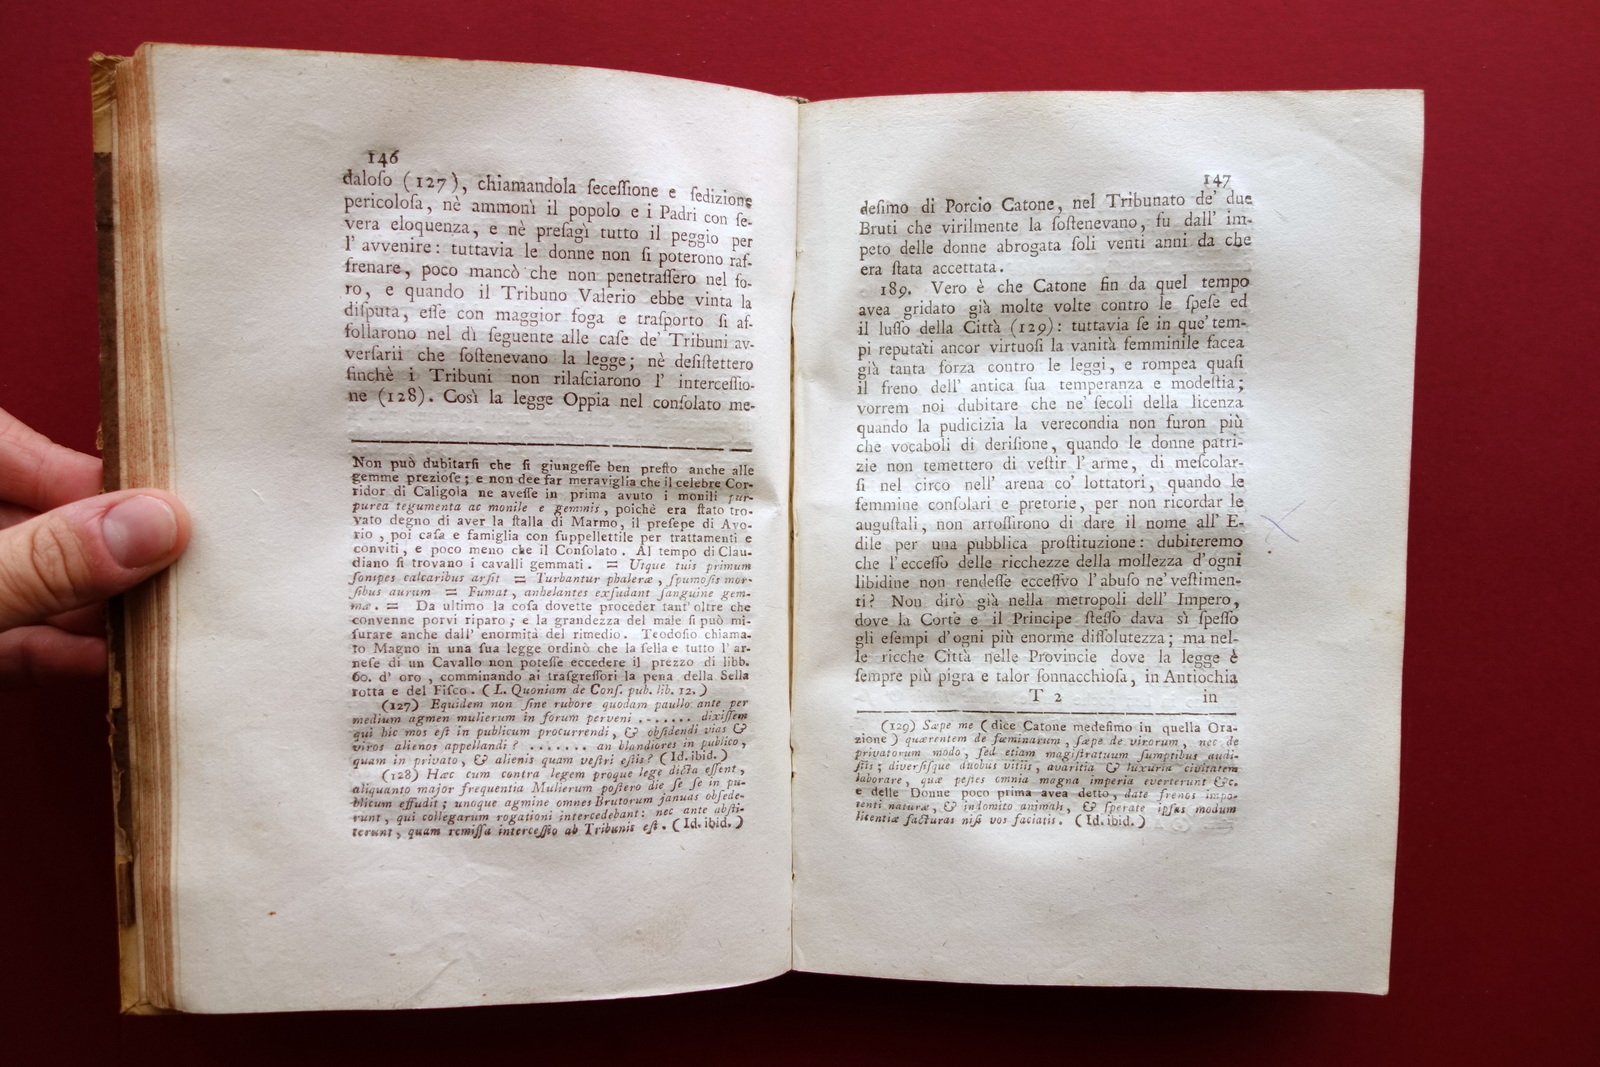 146
daloſo (127), chiamandola ſeceſſione e ſedizione
pericoloſa, nè ammonì il popolo e i Padri con ſe-
vera eloquenza, e nè preſagì tutto il peggio per
l' avvenire: tuttavia le donne non ſi poterono raf-
frenare, poco mancò che non penetraſſero nel fo-
ro, e quando il Tribuno Valerio ebbe vinta la
diſputa, eſſe con maggior foga e traſporto ſi af-
follarono nel dì ſeguente alle caſe de' Tribuni av-
verſarii che ſoſtenevano la legge; nè deſiſtettero
finchè i Tribuni non rilaſciarono l' interceſſio-
ne (128). Così la legge Oppia nel conſolato me-
Non può dubitarſi che ſi giungeſſe ben preſto anche alle
gemme prezioſe; e non dee far meraviglia che il celebre Cor-
ridor di Caligola ne aveſſe in prima avuto i monili pur-
purea tegumenta ac monile e gemmis, poichè era ſtato tro-
vato degno di aver la ſtalla di Marmo, il preſepe di Avo-
rio, poi caſa e famiglia con ſuppellettile per trattamenti e
conviti, e poco meno che il Conſolato. Al tempo di Clau-
diano ſi trovano i cavalli gemmati. = Utque tuis primum
ſonipes calcaribus arſit = Turbantur phaleræ, ſpumoſis mor-
ſibus aurum = Fumat, anhelantes exſudant ſanguine gem-
mæ. = Da ultimo la coſa dovette proceder tant'oltre che
convenne porvi riparo; e la grandezza del male ſi può mi-
ſurare anche dall' enormità del rimedio. Teodoſio chiama-
to Magno in una ſua legge ordinò che la ſella e tutto l' ar-
neſe di un Cavallo non poteſſe eccedere il prezzo di libb.
60. d' oro, comminando ai traſgreſſori la pena della Sella
rotta e del Fiſco. (L. Quoniam de Conſ. pub. lib. 12.)
(127) Equidem non ſine rubore quodam paullo ante per
medium agmen mulierum in forum perveni ....... dixiſſem
qui hic mos eſt in publicum procurrendi, & obſidendi vias &
viros alienos appellandi? ....... an blandiores in publico,
quam in privato, & alienis quam veſtri eſtis? (Id. ibid.)
(128) Hæc cum contra legem proque lege dicta eſſent,
aliquanto major frequentia Mulierum poſtero die ſe ſe in pu-
blicum effudit; unoque agmine omnes Brutorum januas obſede-
runt, qui collegarum rogationi intercedebant: nec ante abſti-
terunt, quam remiſſa interceſſio ab Tribunis eſt. (Id. ibid.)
147
deſimo di Porcio Catone, nel Tribunato de' due
Bruti che virilmente la ſoſtenevano, fu dall' im-
peto delle donne abrogata ſoli venti anni da che
era ſtata accettata.
189. Vero è che Catone fin da quel tempo
avea gridato già molte volte contro le ſpeſe ed
il luſſo della Città (129): tuttavia ſe in que' tem-
pi reputati ancor virtuoſi la vanità femminile facea
già tanta forza contro le leggi, e rompea quaſi
il freno dell' antica ſua temperanza e modeſtia;
vorrem noi dubitare che ne' ſecoli della licenza
quando la pudicizia la verecondia non furon più
che vocaboli di deriſione, quando le donne patri-
zie non temettero di veſtir l' arme, di meſcolar-
ſi nel circo nell' arena co' lottatori, quando le
femmine conſolari e pretorie, per non ricordar le
auguſtali, non arroſſirono di dare il nome all' E-
dile per una pubblica proſtituzione: dubiteremo
che l'ecceſſo delle ricchezze della mollezza d'ogni
libidine non rendeſſe ecceſſvo l'abuſo ne' veſtimen-
ti? Non dirò già nella metropoli dell' Impero,
dove la Corte e il Principe ſteſſo dava sì ſpeſſo
gli eſempi d'ogni più enorme diſſolutezza; ma nel-
le ricche Città nelle Provincie dove la legge è
ſempre più pigra e talor ſonnacchioſa, in Antiochia
T 2 in
(129) Sæpe me (dice Catone medeſimo in quella Ora-
zione) quærentem de fœminarum, ſæpe de virorum, nec de
privatorum modo, ſed etiam magiſtratuum ſumptibus audi-
ſtis; diverſiſque duobus vitiis, avaritia & luxuria civitatem
laborare, quæ peſtes omnia magna imperia everterunt &c.
e delle Donne poco prima avea detto, date frenos impo-
tenti naturæ, & indomito animali, & ſperate ipſas modum
licentiæ facturas niſi vos faciatis. (Id. ibid.)